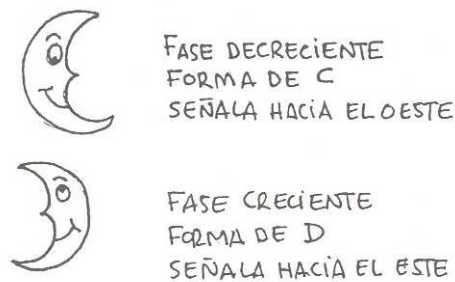 FASE DECRECIENTE
FORMA DE C
SEÑALA HACIA EL OESTE
FASE CRECIENTE
FORMA DE D
SEÑALA HACIA EL ESTE